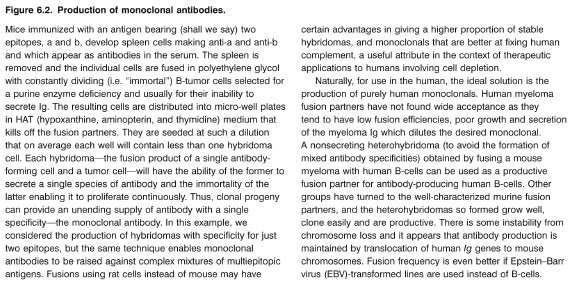 Figure 6.2. Production of monoclonal antibodies.
Mice immunized with an antigen bearing (shall we say) two
epitopes, a and b, develop spleen cells making anti-a and anti-b
and which appear as antibodies in the serum. The spleen is
removed and the individual cells are fused in polyethylene glycol
with constantly dividing (i.e. “immortal”) B-tumor cells selected for
a purine enzyme deficiency and usually for their inability to
secrete Ig. The resulting cells are distributed into micro-well plates
in HAT (hypoxanthine, aminopterin, and thymidine) medium that
kills off the fusion partners. They are seeded at such a dilution
that on average each well will contain less than one hybridoma
cell. Each hybridoma—the fusion product of a single antibody-
forming cell and a tumor cell—will have the ability of the former to
secrete a single species of antibody and the immortality of the
latter enabling it to proliferate continuously. Thus, clonal progeny
can provide an unending supply of antibody with a single
specificity—the monoclonal antibody. In this example, we
considered the production of hybridomas with specificity for just
two epitopes, but the same technique enables monoclonal
antibodies to be raised against complex mixtures of multiepitopic
antigens. Fusions using rat cells instead of mouse may have
certain advantages in giving a higher proportion of stable
hybridomas, and monoclonals that are better at fixing human
complement, a useful attribute in the context of therapeutic
applications to humans involving cell depletion.
Naturally, for use in the human, the ideal solution is the
production of purely human monoclonals. Human myeloma
fusion partners have not found wide acceptance as they
tend to have low fusion efficiencies, poor growth and secretion
of the myeloma Ig which dilutes the desired monoclonal.
A nonsecreting heterohybridoma (to avoid the formation of
mixed antibody specificities) obtained by fusing a mouse
myeloma with human B-cells can be used as a productive
fusion partner for antibody-producing human B-cells. Other
groups have turned to the well-characterized murine fusion
partners, and the heterohybridomas so formed grow well,
clone easily and are productive. There is some instability from
chromosome loss and it appears that antibody production is
maintained by translocation of human Ig genes to mouse
chromosomes. Fusion frequency is even better if Epstein–Barr
virus (EBV)-transformed lines are used instead of B-cells.